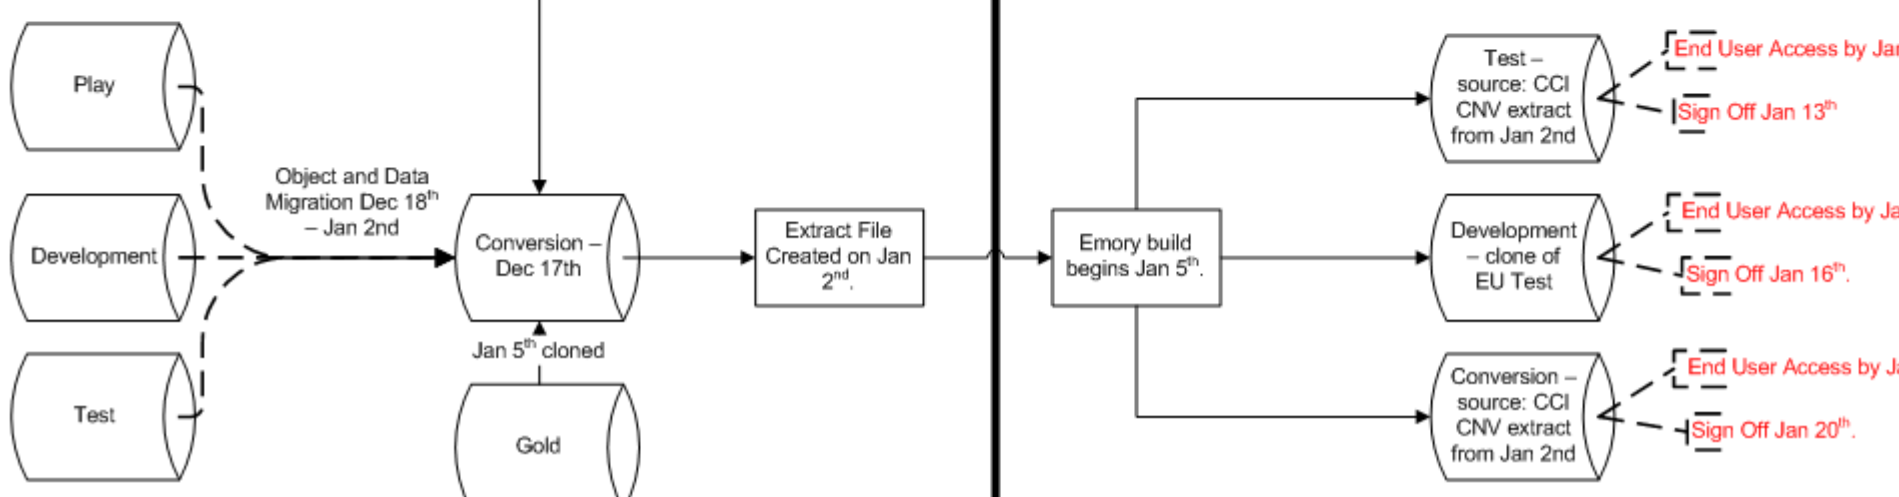 Play
Object and Data
Migration Dec 18th
– Jan 2nd
Development
Test
Conversion –
Dec 17th
Jan 5th cloned
Gold
Extract File
Created on Jan
2nd.
Emory build
begins Jan 5th.
Test –
source: CCI
CNV extract
from Jan 2nd
End User Access by Jan
Sign Off Jan 13th
Development
– clone of
EU Test
End User Access by Ja
Sign Off Jan 16th.
Conversion –
source: CCI
CNV extract
from Jan 2nd
End User Access by Ja
Sign Off Jan 20th.